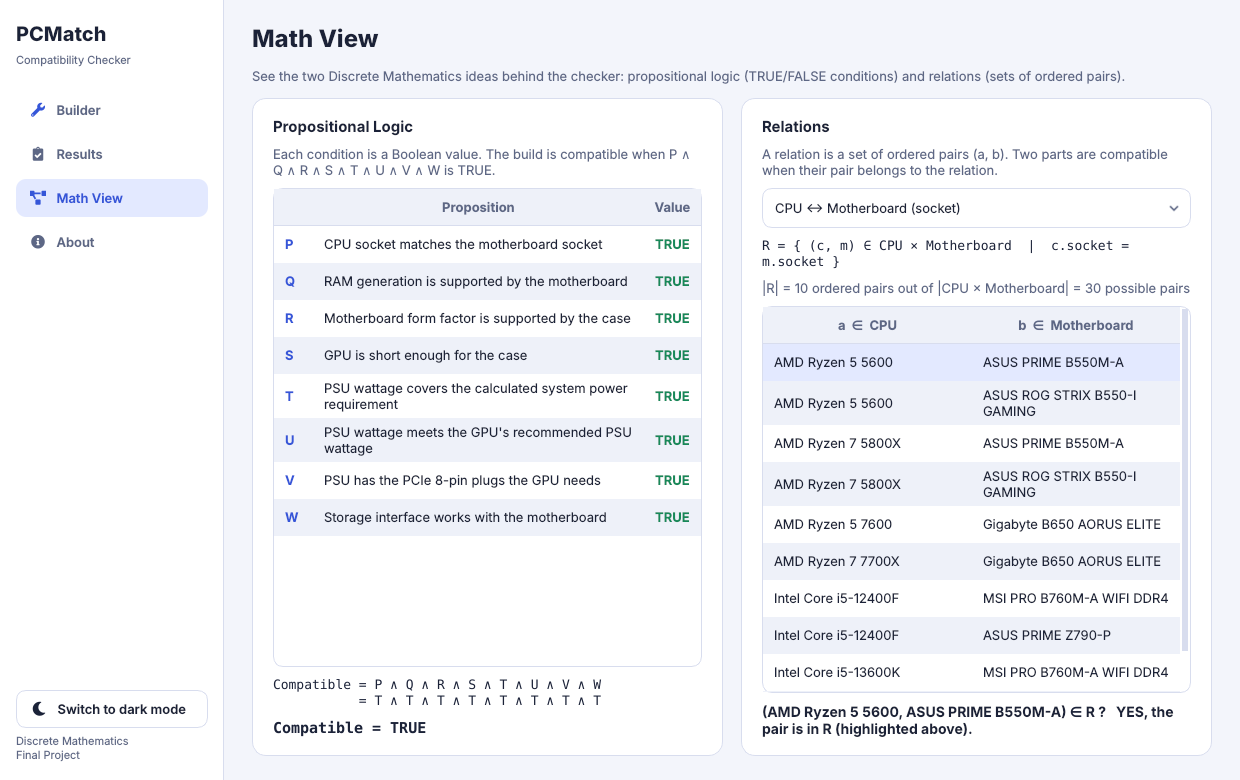 PCMatch
Compatibility Checker
Builder
Results
Math View
About
Switch to dark mode
Discrete Mathematics
Final Project
Math View
See the two Discrete Mathematics ideas behind the checker: propositional logic (TRUE/FALSE conditions) and relations (sets of ordered pairs).
Propositional Logic
Each condition is a Boolean value. The build is compatible when P ∧
Q ∧ R ∧ S ∧ T ∧ U ∧ V ∧ W is TRUE.
Proposition Value
P CPU socket matches the motherboard socket TRUE
Q RAM generation is supported by the motherboard TRUE
R Motherboard form factor is supported by the case TRUE
S GPU is short enough for the case TRUE
T PSU wattage covers the calculated system power
requirement TRUE
U PSU wattage meets the GPU's recommended PSU
wattage TRUE
V PSU has the PCIe 8-pin plugs the GPU needs TRUE
W Storage interface works with the motherboard TRUE
Compatible = P ∧ Q ∧ R ∧ S ∧ T ∧ U ∧ V ∧ W
= T ∧ T ∧ T ∧ T ∧ T ∧ T ∧ T ∧ T
Compatible = TRUE
Relations
A relation is a set of ordered pairs (a, b). Two parts are compatible
when their pair belongs to the relation.
CPU ↔ Motherboard (socket)
R = { (c, m) ∈ CPU × Motherboard | c.socket =
m.socket }
|R| = 10 ordered pairs out of |CPU × Motherboard| = 30 possible pairs
a ∈ CPU b ∈ Motherboard
AMD Ryzen 5 5600 ASUS PRIME B550M-A
AMD Ryzen 5 5600 ASUS ROG STRIX B550-I
GAMING
AMD Ryzen 7 5800X ASUS PRIME B550M-A
AMD Ryzen 7 5800X ASUS ROG STRIX B550-I
GAMING
AMD Ryzen 5 7600 Gigabyte B650 AORUS ELITE
AMD Ryzen 7 7700X Gigabyte B650 AORUS ELITE
Intel Core i5-12400F MSI PRO B760M-A WIFI DDR4
Intel Core i5-12400F ASUS PRIME Z790-P
Intel Core i5-13600K MSI PRO B760M-A WIFI DDR4
(AMD Ryzen 5 5600, ASUS PRIME B550M-A) ∈ R ? YES, the
pair is in R (highlighted above).